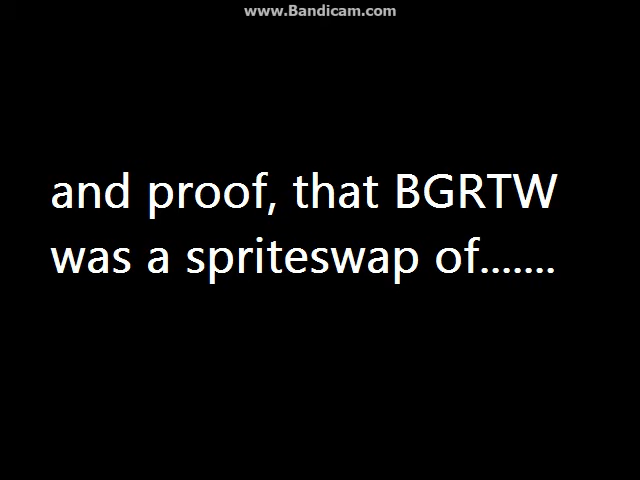 www.Bandicam.com
and proof, that BGRTW
was a spriteswap of.......